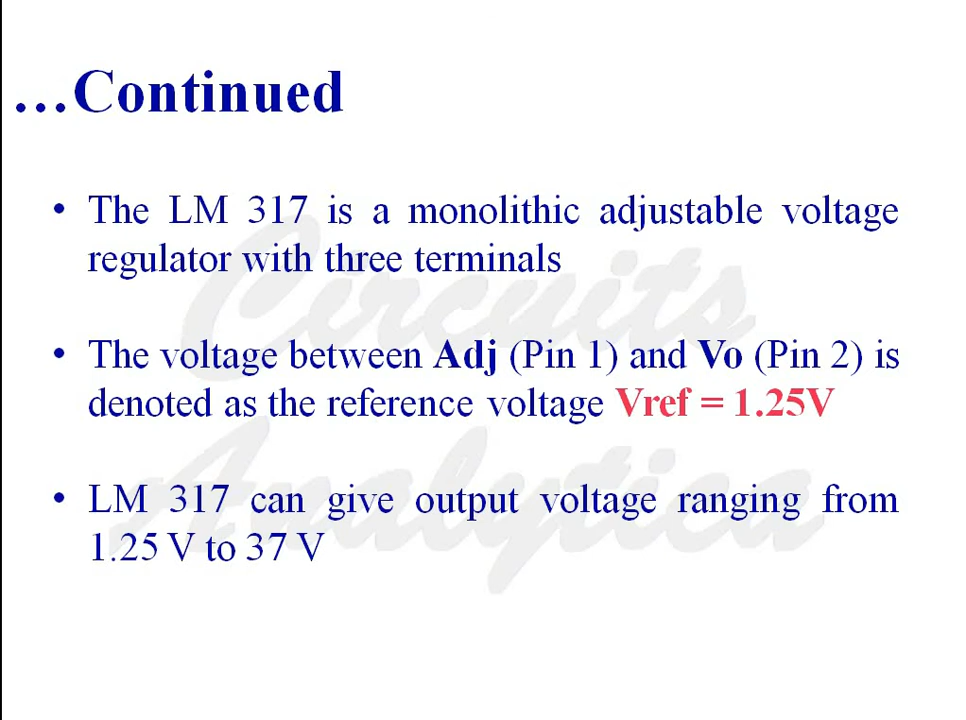 …Continued
• The LM 317 is a monolithic adjustable voltage
regulator with three terminals
• The voltage between Adj (Pin 1) and Vo (Pin 2) is
denoted as the reference voltage Vref = 1.25V
• LM 317 can give output voltage ranging from
1.25 V to 37 V
Circuits
Analytica